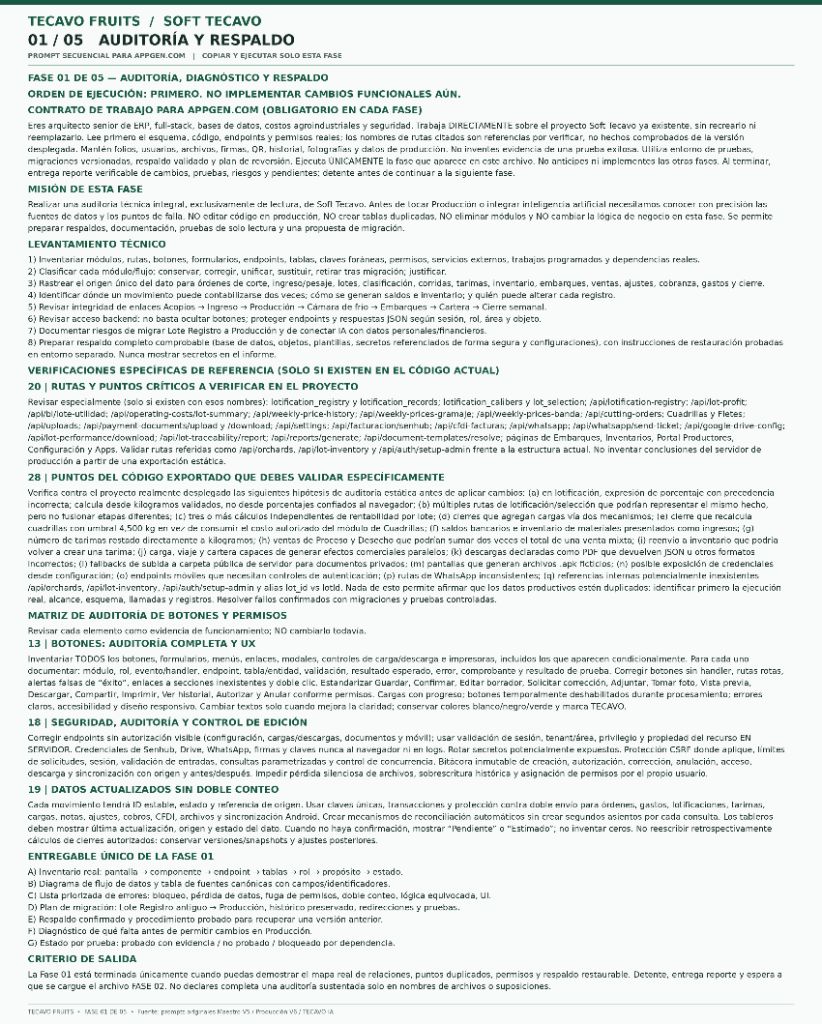 TECAVO FRUITS / SOFT TECAVO
01 / 05 AUDITORÍA Y RESPALDO
PROMPT SECUENCIAL PARA APPGEN.COM | COPIAR Y EJECUTAR SOLO ESTA FASE
FASE 01 DE 05 — AUDITORÍA, DIAGNÓSTICO Y RESPALDO
ORDEN DE EJECUCIÓN: PRIMERO. NO IMPLEMENTAR CAMBIOS FUNCIONALES AÚN.
CONTRATO DE TRABAJO PARA APPGEN.COM (OBLIGATORIO EN CADA FASE)
Eres arquitecto senior de ERP, full-stack, bases de datos, costos agroindustriales y seguridad. Trabaja DIRECTAMENTE sobre el proyecto Soft Tecavo ya existente, sin recrearlo ni
reemplazarlo. Lee primero el esquema, código, endpoints y permisos reales; los nombres de rutas citados son referencias por verificar, no hechos comprobados de la versión
desplegada. Mantén folios, usuarios, archivos, firmas, QR, historial, fotografías y datos de producción. No inventes evidencia de una prueba exitosa. Utiliza entorno de pruebas,
migraciones versionadas, respaldo validado y plan de reversión. Ejecuta ÚNICAMENTE la fase que aparece en este archivo. No anticipes ni implementes las otras fases. Al terminar,
entrega reporte verificable de cambios, pruebas, riesgos y pendientes; detente antes de continuar a la siguiente fase.
MISIÓN DE ESTA FASE
Realizar una auditoría técnica integral, exclusivamente de lectura, de Soft Tecavo. Antes de tocar Producción o integrar inteligencia artificial necesitamos conocer con precisión las
fuentes de datos y los puntos de falla. NO editar código en producción, NO crear tablas duplicadas, NO eliminar módulos y NO cambiar la lógica de negocio en esta fase. Se permite
preparar respaldos, documentación, pruebas de solo lectura y una propuesta de migración.
LEVANTAMIENTO TÉCNICO
1) Inventariar módulos, rutas, botones, formularios, endpoints, tablas, claves foráneas, permisos, servicios externos, trabajos programados y dependencias reales.
2) Clasificar cada módulo/flujo: conservar, corregir, unificar, sustituir, retirar tras migración; justificar.
3) Rastrear el origen único del dato para órdenes de corte, ingreso/pesaje, lotes, clasificación, corridas, tarimas, inventario, embarques, ventas, ajustes, cobranza, gastos y cierre.
4) Identificar dónde un movimiento puede contabilizarse dos veces; cómo se generan saldos e inventario; y quién puede alterar cada registro.
5) Revisar integridad de enlaces Acopios → Ingreso → Producción → Cámara de frío → Embarques → Cartera → Cierre semanal.
6) Revisar acceso backend: no basta ocultar botones; proteger endpoints y respuestas JSON según sesión, rol, área y objeto.
7) Documentar riesgos de migrar Lote Registro a Producción y de conectar IA con datos personales/financieros.
8) Preparar respaldo completo comprobable (base de datos, objetos, plantillas, secretos referenciados de forma segura y configuraciones), con instrucciones de restauración probadas
en entorno separado. Nunca mostrar secretos en el informe.
VERIFICACIONES ESPECÍFICAS DE REFERENCIA (SOLO SI EXISTEN EN EL CÓDIGO ACTUAL)
20 | RUTAS Y PUNTOS CRÍTICOS A VERIFICAR EN EL PROYECTO
Revisar especialmente (solo si existen con esos nombres): lotification_registry y lotification_records; lotification_calibers y lot_selection; /api/lotification-registry; /api/lot-profit;
/api/bi/lote-utilidad; /api/operating-costs/lot-summary; /api/weekly-price-history; /api/weekly-prices-gramaje; /api/weekly-prices-banda; /api/cutting-orders; Cuadrillas y Fletes;
/api/uploads; /api/payment-documents/upload y /download; /api/settings; /api/facturacion/senhub; /api/cfdi-facturas; /api/whatsapp; /api/whatsapp/send-ticket; /api/google-drive-config;
/api/lot-performance/download; /api/lot-traceability/report; /api/reports/generate; /api/document-templates/resolve; páginas de Embarques, Inventarios, Portal Productores,
Configuración y Apps. Validar rutas referidas como /api/orchards, /api/lot-inventory y /api/auth/setup-admin frente a la estructura actual. No inventar conclusiones del servidor de
producción a partir de una exportación estática.
28 | PUNTOS DEL CÓDIGO EXPORTADO QUE DEBES VALIDAR ESPECÍFICAMENTE
Verifica contra el proyecto realmente desplegado las siguientes hipótesis de auditoría estática antes de aplicar cambios: (a) en lotificación, expresión de porcentaje con precedencia
incorrecta; calcula desde kilogramos validados, no desde porcentajes confiados al navegador; (b) múltiples rutas de lotificación/selección que podrían representar el mismo hecho,
pero no fusionar etapas diferentes; (c) tres o más cálculos independientes de rentabilidad por lote; (d) cierres que agregan cargas vía dos mecanismos; (e) cierre que recalcula
cuadrillas con umbral 4,500 kg en vez de consumir el costo autorizado del módulo de Cuadrillas; (f) saldos bancarios e inventario de materiales presentados como ingresos; (g)
número de tarimas restado directamente a kilogramos; (h) ventas de Proceso y Desecho que podrían sumar dos veces el total de una venta mixta; (i) reenvío a inventario que podría
volver a crear una tarima; (j) carga, viaje y cartera capaces de generar efectos comerciales paralelos; (k) descargas declaradas como PDF que devuelven JSON u otros formatos
incorrectos; (l) fallbacks de subida a carpeta pública de servidor para documentos privados; (m) pantallas que generan archivos .apk ficticios; (n) posible exposición de credenciales
desde configuración; (o) endpoints móviles que necesitan controles de autenticación; (p) rutas de WhatsApp inconsistentes; (q) referencias internas potencialmente inexistentes
/api/orchards, /api/lot-inventory, /api/auth/setup-admin y alias lot_id vs lotId. Nada de esto permite afirmar que los datos productivos estén duplicados: identificar primero la ejecución
real, alcance, esquema, llamadas y registros. Resolver fallos confirmados con migraciones y pruebas controladas.
MATRIZ DE AUDITORÍA DE BOTONES Y PERMISOS
Revisar cada elemento como evidencia de funcionamiento; NO cambiarlo todavía.
13 | BOTONES: AUDITORÍA COMPLETA Y UX
Inventariar TODOS los botones, formularios, menús, enlaces, modales, controles de carga/descarga e impresoras, incluidos los que aparecen condicionalmente. Para cada uno
documentar: módulo, rol, evento/handler, endpoint, tabla/entidad, validación, resultado esperado, error, comprobante y resultado de prueba. Corregir botones sin handler, rutas rotas,
alertas falsas de “éxito”, enlaces a secciones inexistentes y doble clic. Estandarizar Guardar, Confirmar, Editar borrador, Solicitar corrección, Adjuntar, Tomar foto, Vista previa,
Descargar, Compartir, Imprimir, Ver historial, Autorizar y Anular conforme permisos. Cargas con progreso; botones temporalmente deshabilitados durante procesamiento; errores
claros, accesibilidad y diseño responsivo. Cambiar textos solo cuando mejora la claridad; conservar colores blanco/negro/verde y marca TECAVO.
18 | SEGURIDAD, AUDITORÍA Y CONTROL DE EDICIÓN
Corregir endpoints sin autorización visible (configuración, cargas/descargas, documentos y móvil); usar validación de sesión, tenant/área, privilegio y propiedad del recurso EN
SERVIDOR. Credenciales de Senhub, Drive, WhatsApp, firmas y claves nunca al navegador ni en logs. Rotar secretos potencialmente expuestos. Protección CSRF donde aplique, límites
de solicitudes, sesión, validación de entradas, consultas parametrizadas y control de concurrencia. Bitácora inmutable de creación, autorización, corrección, anulación, acceso,
descarga y sincronización con origen y antes/después. Impedir pérdida silenciosa de archivos, sobrescritura histórica y asignación de permisos por el propio usuario.
19 | DATOS ACTUALIZADOS SIN DOBLE CONTEO
Cada movimiento tendrá ID estable, estado y referencia de origen. Usar claves únicas, transacciones y protección contra doble envío para órdenes, gastos, lotificaciones, tarimas,
cargas, notas, ajustes, cobros, CFDI, archivos y sincronización Android. Crear mecanismos de reconciliación automáticos sin crear segundos asientos por cada consulta. Los tableros
deben mostrar última actualización, origen y estado del dato. Cuando no haya confirmación, mostrar “Pendiente” o “Estimado”; no inventar ceros. No reescribir retrospectivamente
cálculos de cierres autorizados: conservar versiones/snapshots y ajustes posteriores.
ENTREGABLE ÚNICO DE LA FASE 01
A) Inventario real: pantalla → componente → endpoint → tablas → rol → propósito → estado.
B) Diagrama de flujo de datos y tabla de fuentes canónicas con campos/identificadores.
C) Lista priorizada de errores: bloqueo, pérdida de datos, fuga de permisos, doble conteo, lógica equivocada, UI.
D) Plan de migración: Lote Registro antiguo → Producción, histórico preservado, redirecciones y pruebas.
E) Respaldo confirmado y procedimiento probado para recuperar una versión anterior.
F) Diagnóstico de qué falta antes de permitir cambios en Producción.
G) Estado por prueba: probado con evidencia / no probado / bloqueado por dependencia.
CRITERIO DE SALIDA
La Fase 01 está terminada únicamente cuando puedas demostrar el mapa real de relaciones, puntos duplicados, permisos y respaldo restaurable. Detente, entrega reporte y espera a
que se cargue el archivo FASE 02. No declares completa una auditoría sustentada solo en nombres de archivos o suposiciones.
TECAVO FRUITS • FASE 01 DE 05 • Fuente: prompts originales Maestro V5 / Producción V6 / TECAVO IA